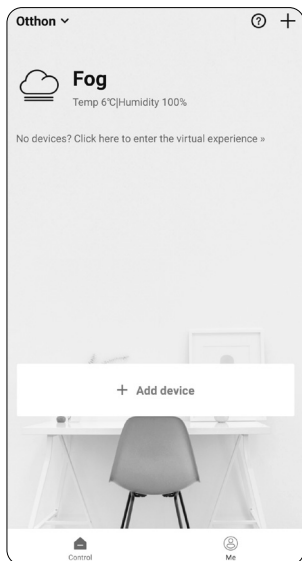 Otthon
Fog
Temp 6°C|Humidity 100%
No devices? Click here to enter the virtual experience »
+ Add device
Control
Me